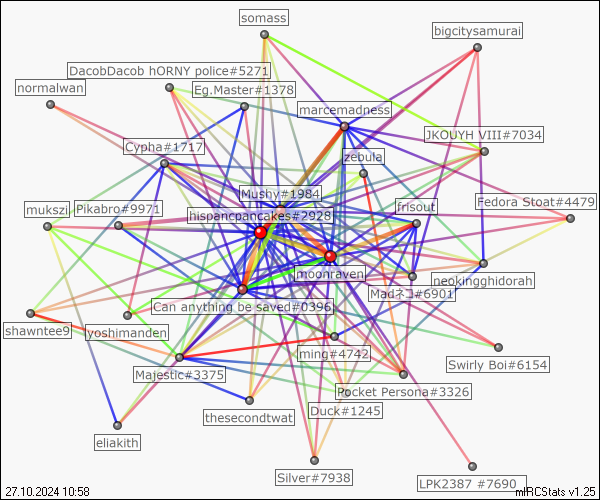 somass
bigcitysamurai
DacobDacob hORNY police#5271
normalwan
Eg.Master#1378
marcemadness
JKOUYH VIII#7034
Cypha#1717
zebulaj
Mushy#1984
Fedora Stoat#4479
mukszi
Pikabro#9971
hispancpancakes#2928
frisout
moonraven
neokingghidorah
Madネコ#6901
Can anything be saved#0396
shawntee9
lyoshimanden
ming#4742
Swirly Boi#6154
Majestic#3375
Pocket Persona#3326
Duck#1245
thesecondtwat
eliakith
Silver#7938
LPK2387 #7690
27.10.2024 10:58
mIRCStats v1.25